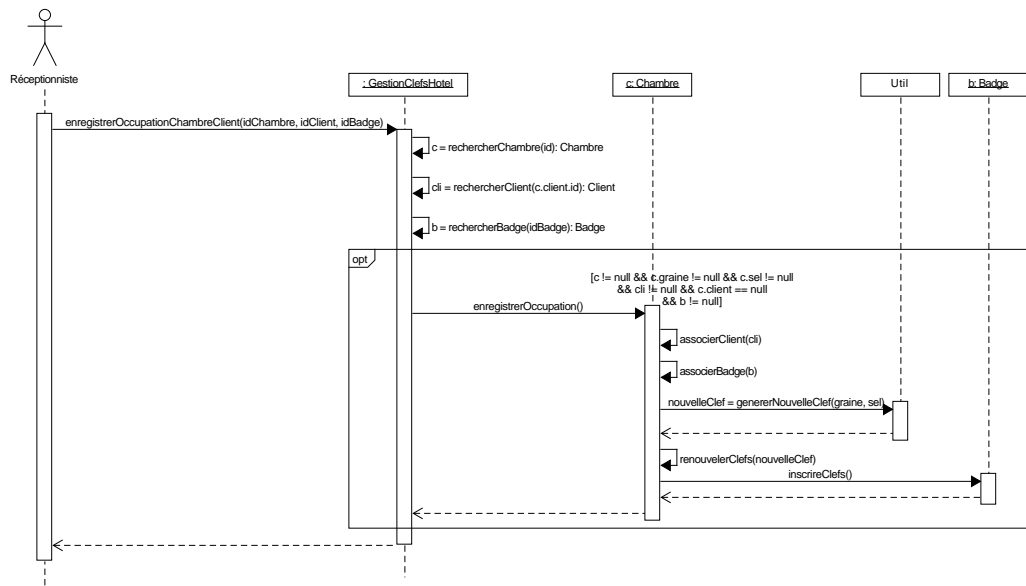 Réceptionniste
: GestionClefsHotel
c: Chambre
Util
b: Badge
enregistrerOccupationChambreClient(idChambre, idClient, idBadge)
c = rechercherChambre(id): Chambre
cli = rechercherClient(c.client.id): Client
b = rechercherBadge(idBadge): Badge
opt
[c != null && c.graine != null && c.sel != null
&& cli != null && c.client == null
&& b != null]
enregistrerOccupation()
associerClient(cli)
associerBadge(b)
nouvelleClef = genererNouvelleClef(graine, sel)
renouvelerClefs(nouvelleClef)
inscrireClefs()